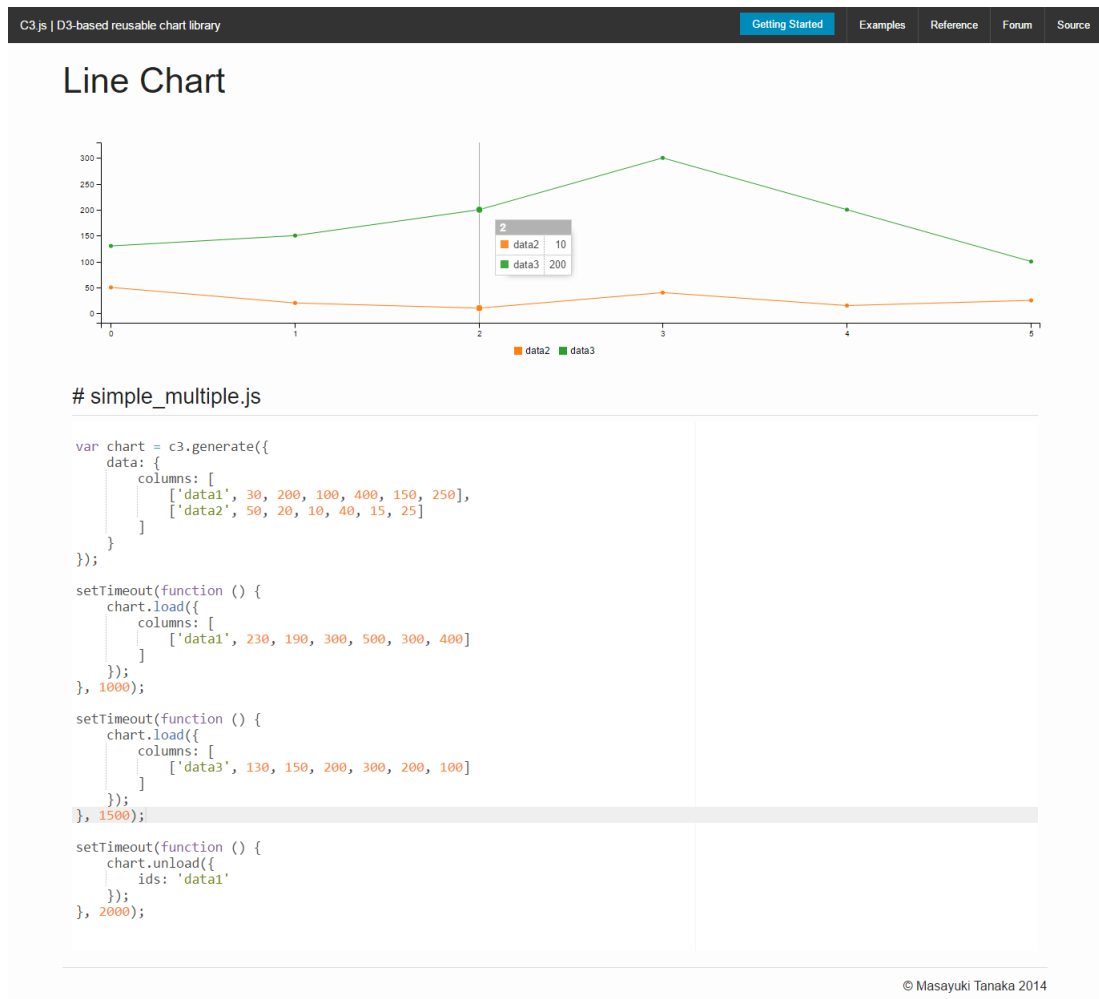 C3.js | D3-based reusable chart library Getting Started Examples Reference Forum Source
Line Chart
300
250
200
150
100
50
0
2
data2 10
data3 200
0 1 2 3 4 5
data2 data3
# simple_multiple.js
var chart = c3.generate({
    data: {
        columns: [
            ['data1', 30, 200, 100, 400, 150, 250],
            ['data2', 50, 20, 10, 40, 15, 25]
        ]
    }
});

setTimeout(function () {
    chart.load({
        columns: [
            ['data1', 230, 190, 300, 500, 300, 400]
        ]
    });
}, 1000);

setTimeout(function () {
    chart.load({
        columns: [
            ['data3', 130, 150, 200, 300, 200, 100]
        ]
    });
}, 1500);

setTimeout(function () {
    chart.unload({
        ids: 'data1'
    });
}, 2000);
© Masayuki Tanaka 2014